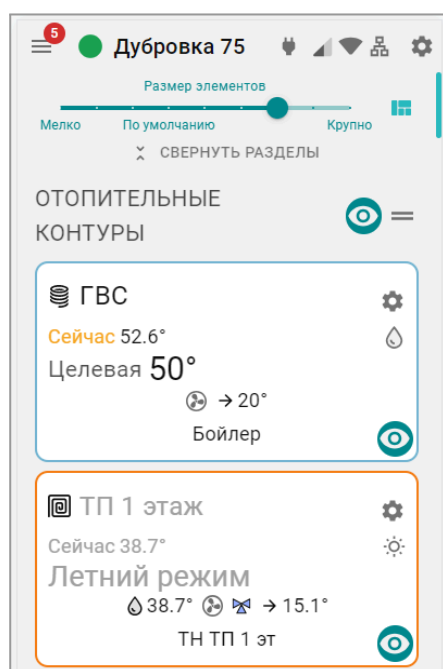 5
Дубровка 75
Размер элементов
Мелко По умолчанию Крупно
СВЕРНУТЬ РАЗДЕЛЫ
ОТОПИТЕЛЬНЫЕ
КОНТУРЫ
ГВС
Сейчас 52.6°
Целевая 50°
→ 20°
Бойлер
ТП 1 этаж
Сейчас 38.7°
Летний режим
38.7° → 15.1°
ТН ТП 1 эт